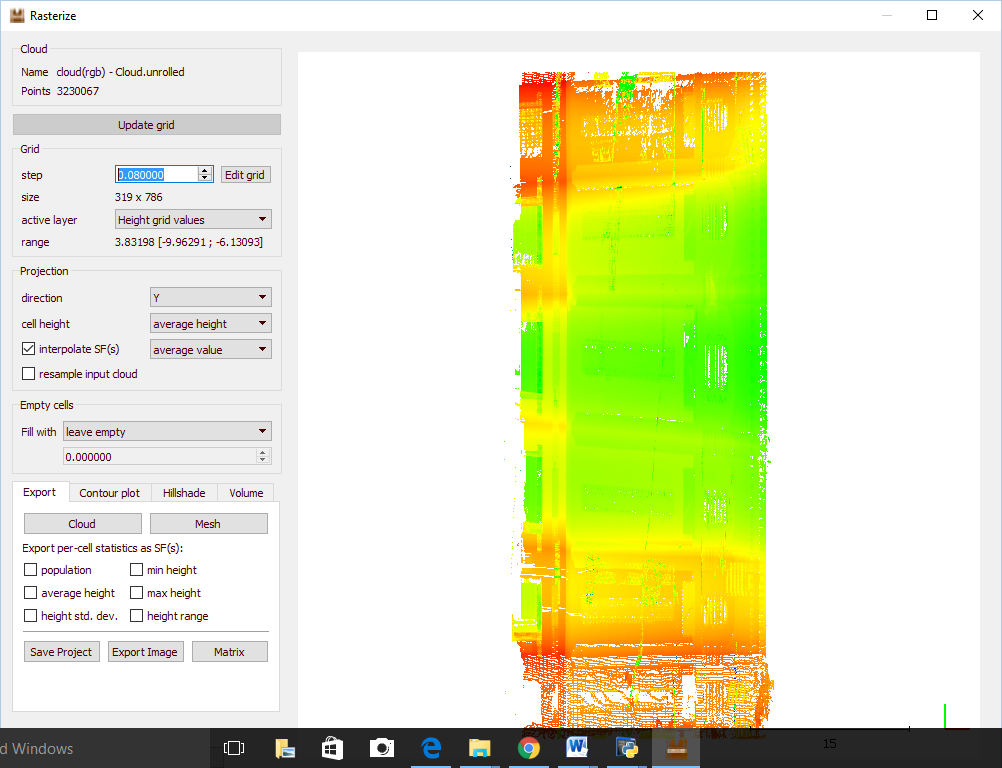 Rasterize
Cloud
Name cloud(rgb) - Cloud.unrolled
Points 3230067
Update grid
Grid
step 0.080000 Edit grid
size 319 x 786
active layer Height grid values
range 3.83198 [-9.96291 ; -6.13093]
Projection
direction Y
cell height average height
interpolate SF(s) average value
resample input cloud
Empty cells
Fill with leave empty
0.000000
Export Contour plot Hillshade Volume
Cloud Mesh
Export per-cell statistics as SF(s):
population min height
average height max height
height std. dev. height range
Save Project Export Image Matrix
15
d Windows